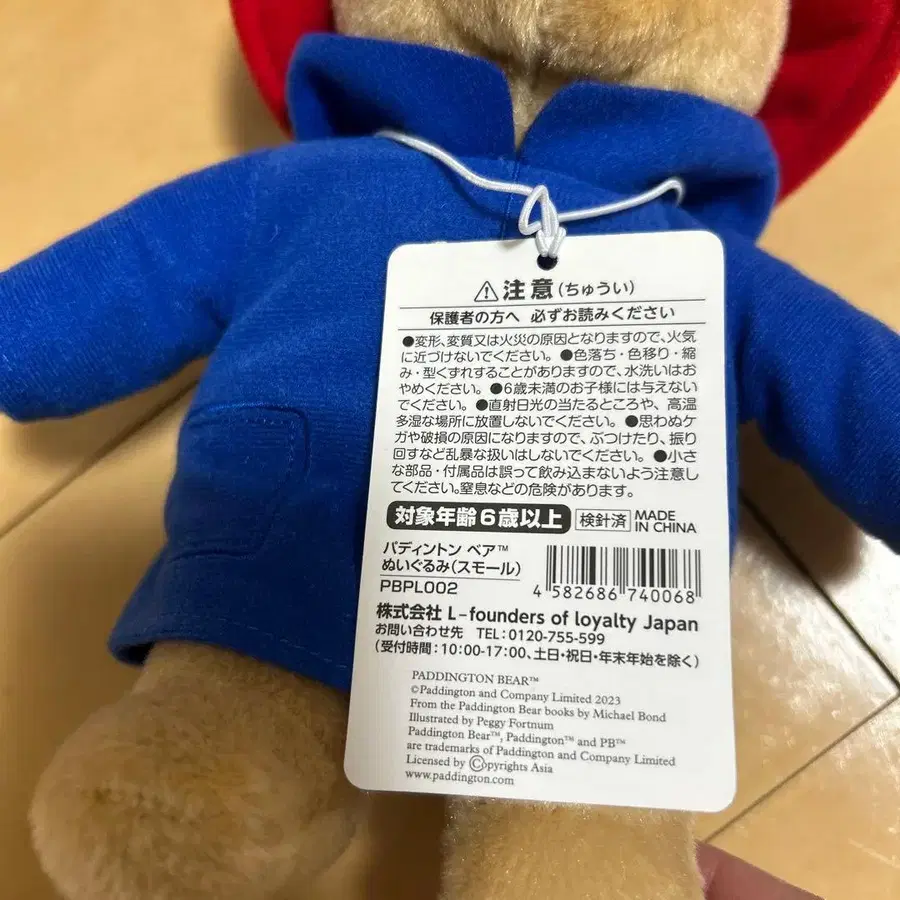 ⚠注意(ちゅうい)
保護者の方へ 必ずお読みください
●変形、変質又は火災の原因となりますので、火気
に近づけないでください。●色落ち・色移り・縮
み・型くずれすることがありますので、水洗いはお
やめください。●6歳未満のお子様には与えない
でください。●直射日光の当たるところや、高温
多湿な場所に放置しないでください。●思わぬケ
ガや破損の原因になりますので、ぶつけたり、振り
回すなど乱暴な扱いはしないでください。●小さ
な部品・付属品は誤って飲み込まないよう注意し
てください。窒息などの危険があります。
対象年齢6歳以上 検針済 MADE IN CHINA
パディントン ベア™
ぬいぐるみ(スモール)
PBPL002
4 582686 740068
株式会社 L-founders of loyalty Japan
お問い合わせ先 TEL:0120-755-599
(受付時間:10:00-17:00、土日・祝日・年末年始を除く)
PADDINGTON BEAR™
©Paddington and Company Limited 2023
From the Paddington Bear books by Michael Bond
Illustrated by Peggy Fortnum
Paddington Bear™, Paddington™ and PB™
are trademarks of Paddington and Company Limited
Licensed by ©opyrights Asia
www.paddington.com